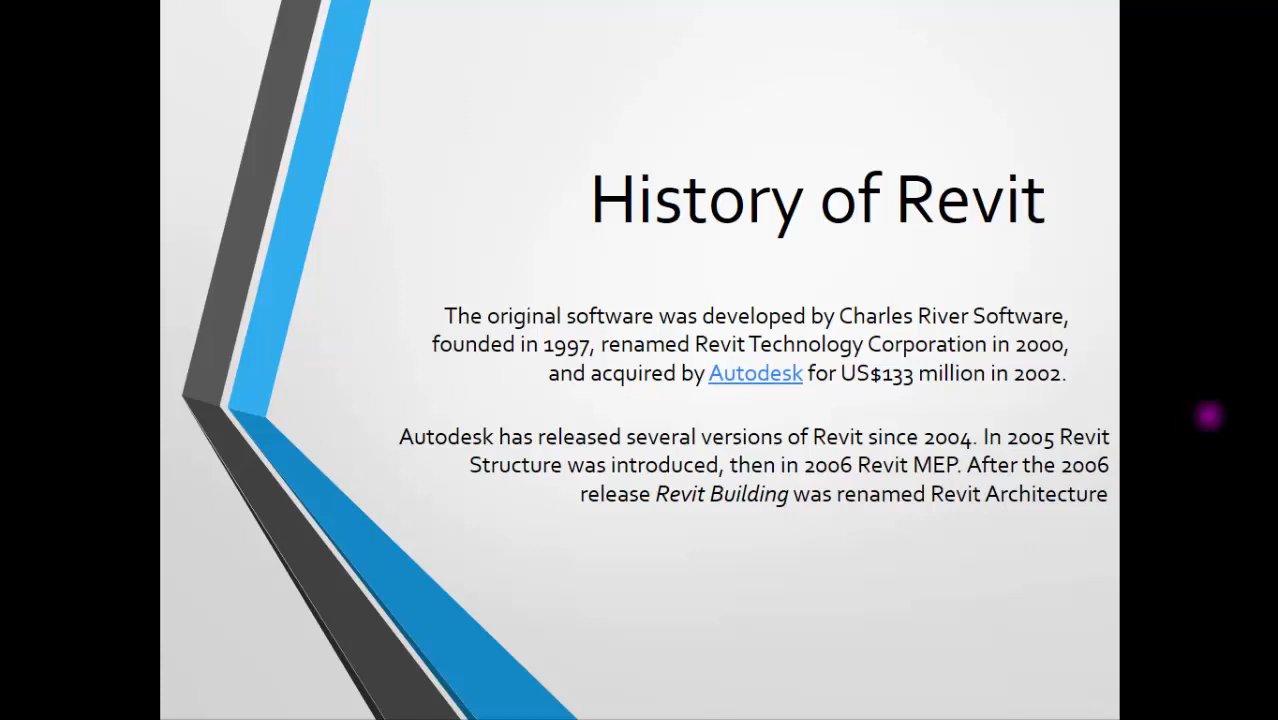 History of Revit
The original software was developed by Charles River Software,
founded in 1997, renamed Revit Technology Corporation in 2000,
and acquired by Autodesk for US$133 million in 2002.
Autodesk has released several versions of Revit since 2004. In 2005 Revit
Structure was introduced, then in 2006 Revit MEP. After the 2006
release Revit Building was renamed Revit Architecture